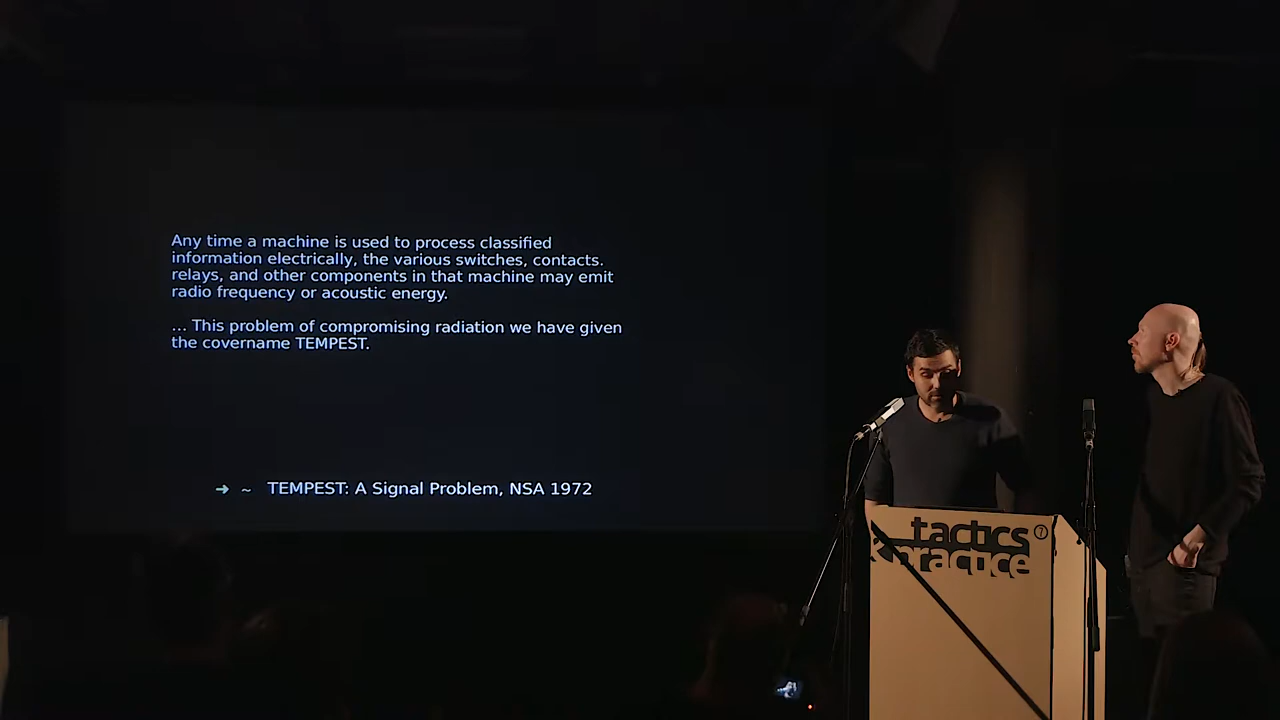 Any time a machine is used to process classified
information electrically, the various switches, contacts.
relays, and other components in that machine may emit
radio frequency or acoustic energy.
... This problem of compromising radiation we have given
the covername TEMPEST.
→ ~ TEMPEST: A Signal Problem, NSA 1972
tactics 7
&practice